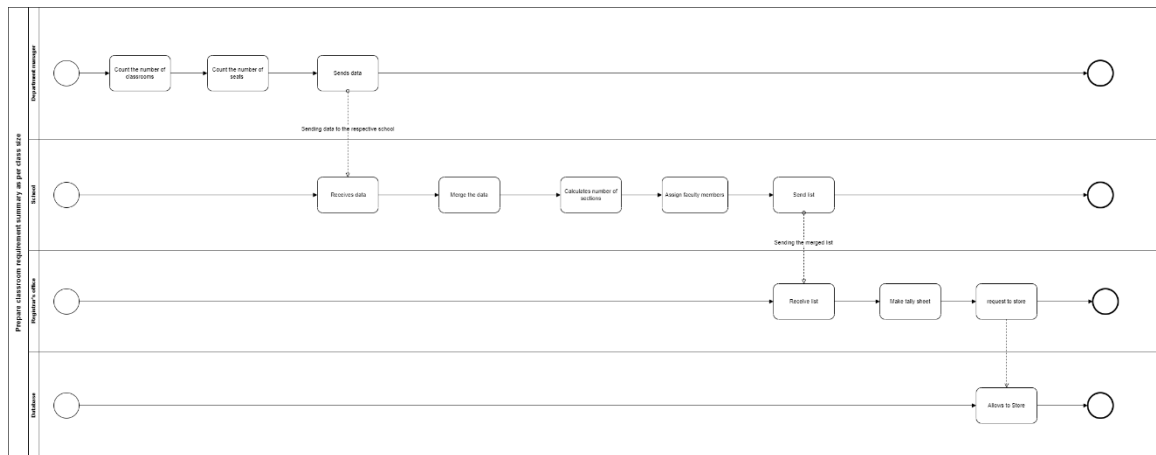 Prepare classroom requirement summary as per class size
Department manager
Count the number of
classrooms
Count the number of
seats
Sends data
Sending data to the respective school
School
Receives data
Merge the data
Calculates number of
sections
Assign faculty members
Send list
Sending the merged list
Registrar's office
Receive list
Make tally sheet
request to store
Database
Allows to Store